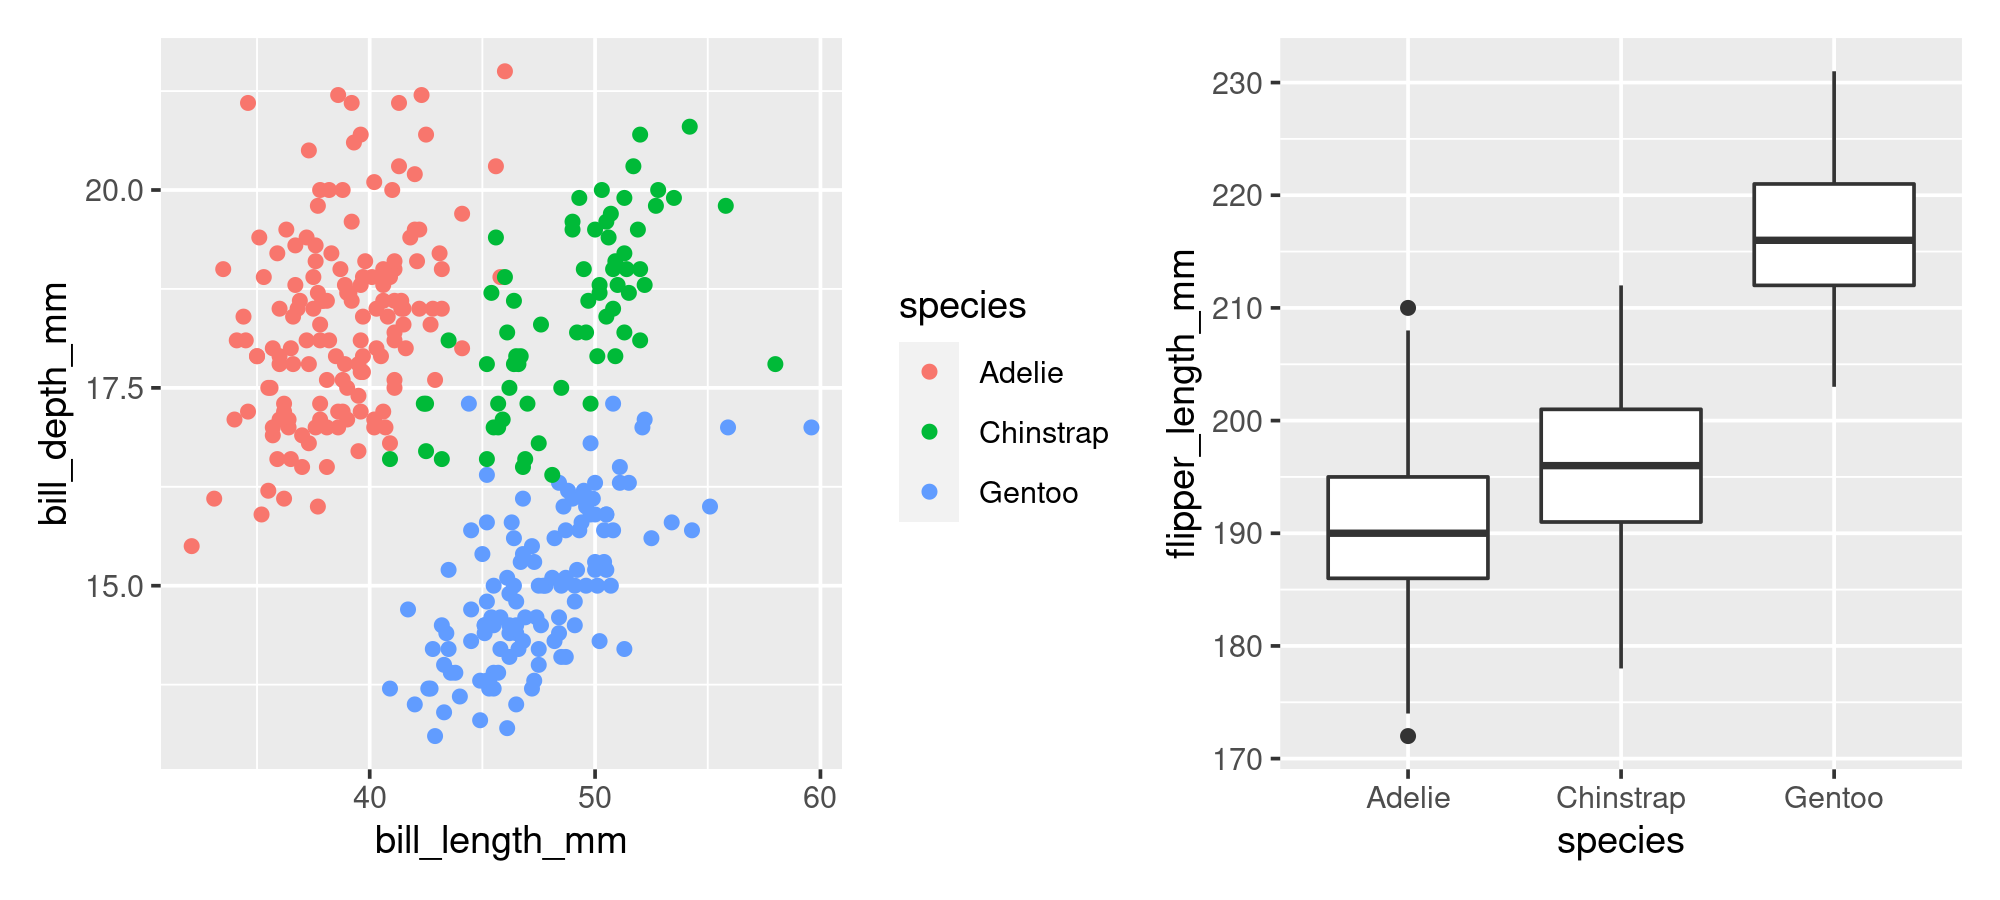 bill_depth_mm
20.0
17.5
15.0
40 50 60
bill_length_mm
species
Adelie
Chinstrap
Gentoo
flipper_length_mm
230
220
210
200
190
180
170
Adelie Chinstrap Gentoo
species